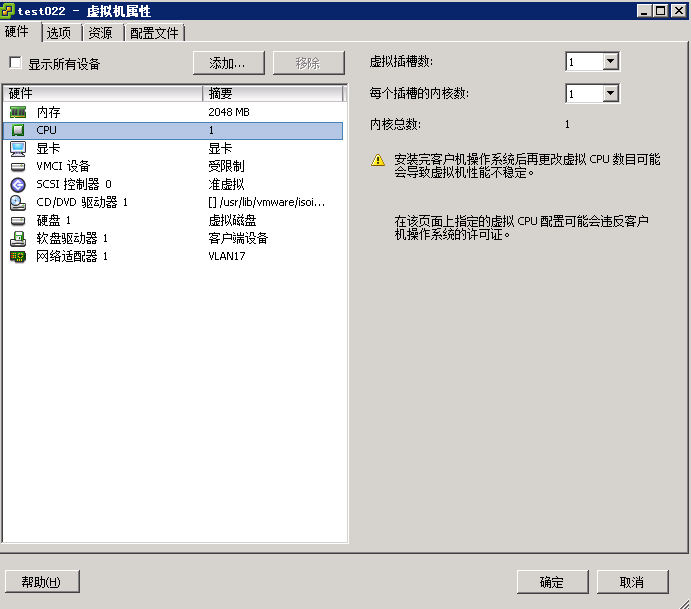 test022 - 虚拟机属性
硬件 选项 资源 配置文件
显示所有设备 添加... 移除
硬件 摘要
内存 2048 MB
CPU 1
显卡 显卡
VMCI 设备 受限制
SCSI 控制器 0 准虚拟
CD/DVD 驱动器 1 [] /usr/lib/vmware/isoi...
硬盘 1 虚拟磁盘
软盘驱动器 1 客户端设备
网络适配器 1 VLAN17
虚拟插槽数: 1
每个插槽的内核数: 1
内核总数: 1
安装完客户机操作系统后再更改虚拟 CPU 数目可能
会导致虚拟机性能不稳定。
在该页面上指定的虚拟 CPU 配置可能会违反客户
机操作系统的许可证。
帮助(H) 确定 取消